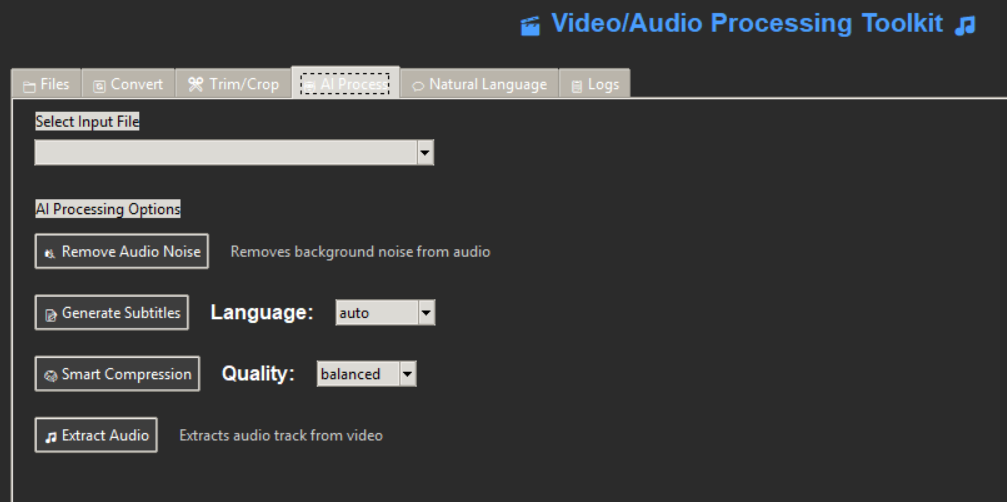 Video/Audio Processing Toolkit
Files Convert Trim/Crop AI Process Natural Language Logs
Select Input File
AI Processing Options
Remove Audio Noise Removes background noise from audio
Generate Subtitles Language: auto
Smart Compression Quality: balanced
Extract Audio Extracts audio track from video